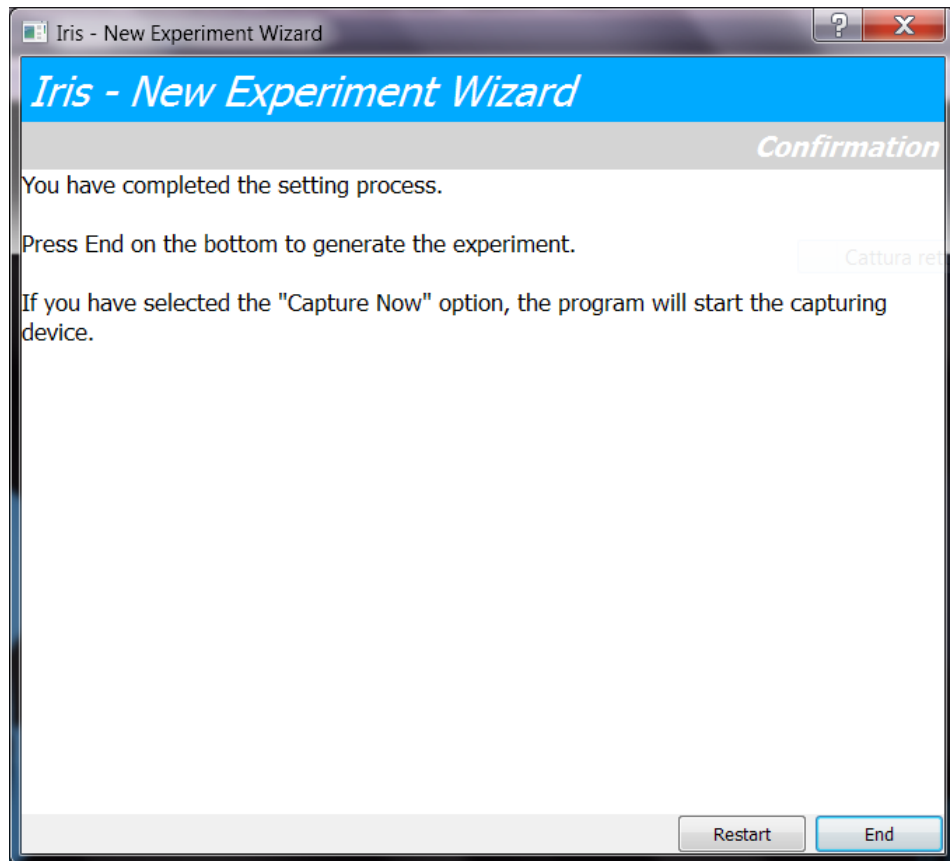 Iris - New Experiment Wizard
Iris - New Experiment Wizard
Confirmation
You have completed the setting process.
Press End on the bottom to generate the experiment.
Cattura ret
If you have selected the "Capture Now" option, the program will start the capturing
device.
Restart
End